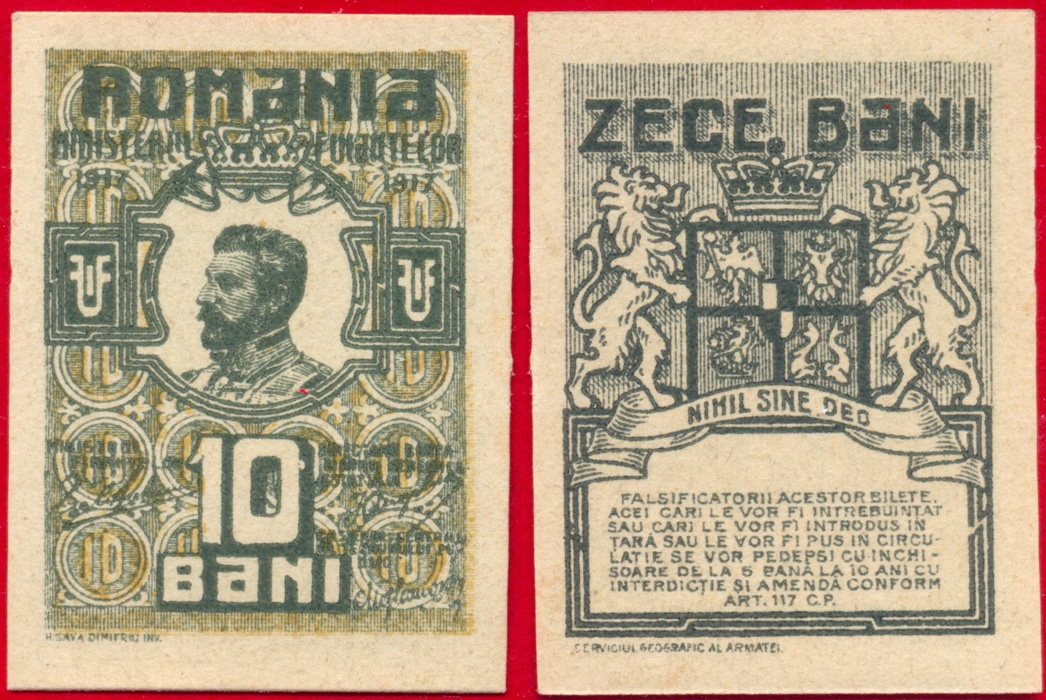 ROMANIA
MINISTERUL FINANTELOR
1917 1917
10
BANI
H. SAVA DIMITRIU INV.
ZECE. BANI
NIHIL SINE DEO
FALSIFICATORII ACESTOR BILETE,
ACEI CARI LE VOR FI INTREBUINTAT
SAU CARI LE VOR FI INTRODUS IN
ŢARĂ SAU LE VOR FI PUS IN CIRCU-
LATIE SE VOR PEDEPSI CU INCHI-
SOARE DE LA 5 PANĂ LA 10 ANI CU
INTERDICŢIE ŞI AMENDĂ CONFORM
ART. 117 C.P.
SERVICIUL GEOGRAFIC AL ARMATEI.